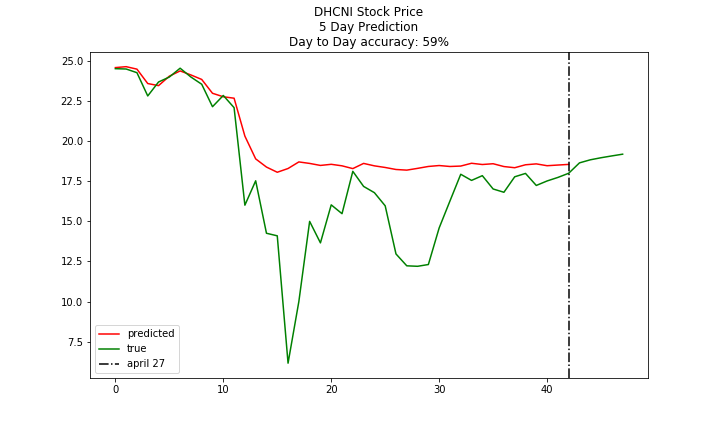 DHCNI Stock Price
5 Day Prediction
Day to Day accuracy: 59%
25.0
22.5
20.0
17.5
15.0
12.5
10.0
7.5
predicted
true
april 27
0
10
20
30
40